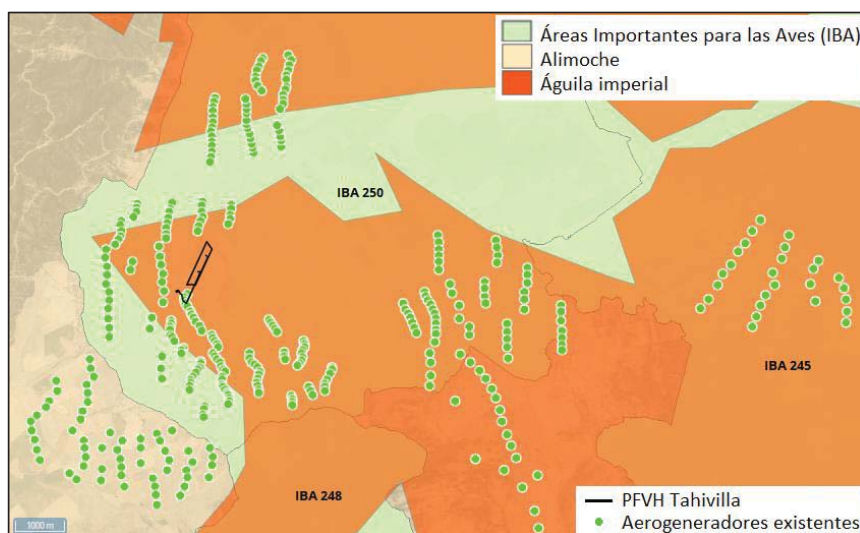 Áreas Importantes para las Aves (IBA)
Alimoche
Águila imperial
IBA 250
IBA 245
IBA 248
PFVH Tahivilla
Aerogeneradores existentes
1000 m